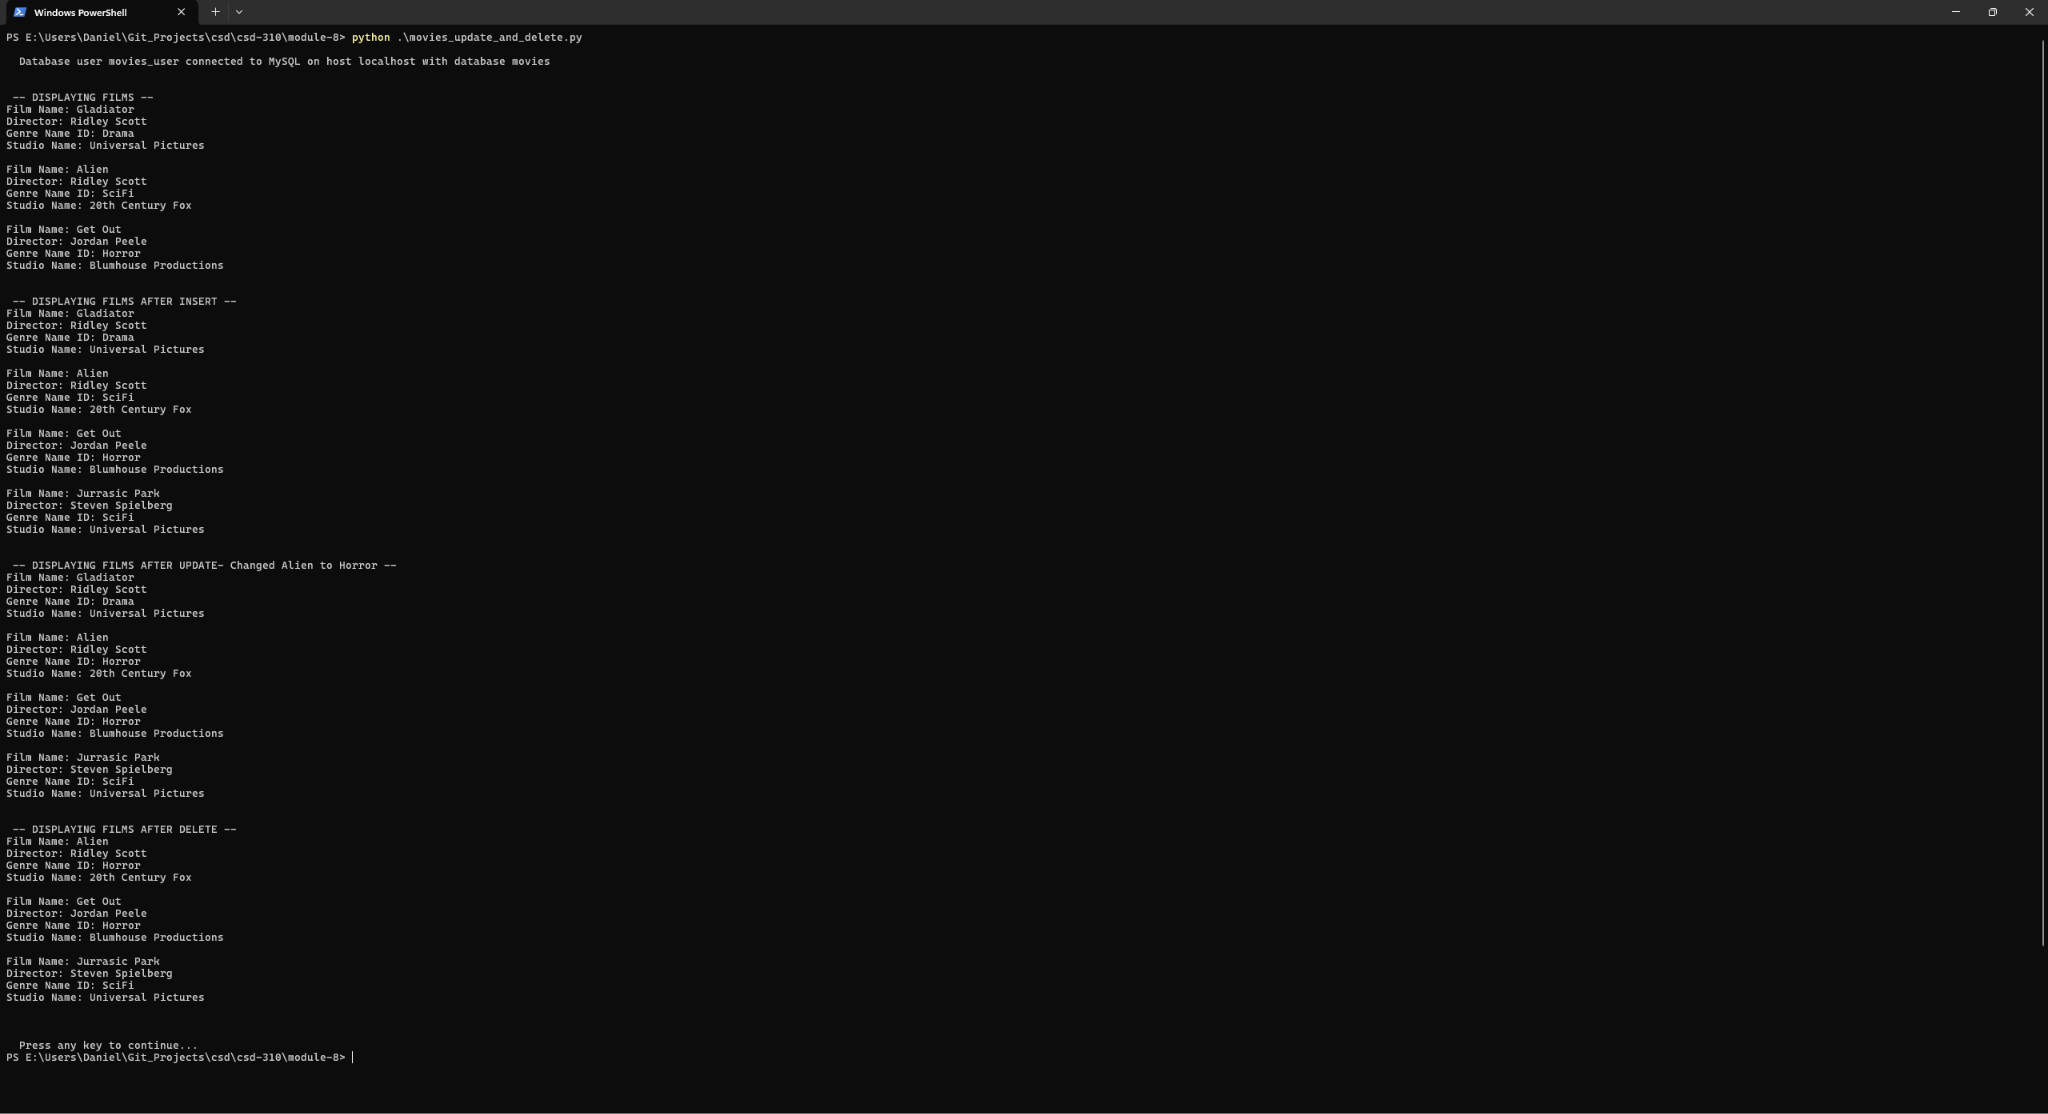 Windows PowerShell
PS E:\Users\Daniel\Git_Projects\csd\csd-310\module-8> python .\movies_update_and_delete.py
Database user movies_user connected to MySQL on host localhost with database movies
-- DISPLAYING FILMS --
Film Name: Gladiator
Director: Ridley Scott
Genre Name ID: Drama
Studio Name: Universal Pictures
Film Name: Alien
Director: Ridley Scott
Genre Name ID: SciFi
Studio Name: 20th Century Fox
Film Name: Get Out
Director: Jordan Peele
Genre Name ID: Horror
Studio Name: Blumhouse Productions
-- DISPLAYING FILMS AFTER INSERT --
Film Name: Gladiator
Director: Ridley Scott
Genre Name ID: Drama
Studio Name: Universal Pictures
Film Name: Alien
Director: Ridley Scott
Genre Name ID: SciFi
Studio Name: 20th Century Fox
Film Name: Get Out
Director: Jordan Peele
Genre Name ID: Horror
Studio Name: Blumhouse Productions
Film Name: Jurrasic Park
Director: Steven Spielberg
Genre Name ID: SciFi
Studio Name: Universal Pictures
-- DISPLAYING FILMS AFTER UPDATE- Changed Alien to Horror --
Film Name: Gladiator
Director: Ridley Scott
Genre Name ID: Drama
Studio Name: Universal Pictures
Film Name: Alien
Director: Ridley Scott
Genre Name ID: Horror
Studio Name: 20th Century Fox
Film Name: Get Out
Director: Jordan Peele
Genre Name ID: Horror
Studio Name: Blumhouse Productions
Film Name: Jurrasic Park
Director: Steven Spielberg
Genre Name ID: SciFi
Studio Name: Universal Pictures
-- DISPLAYING FILMS AFTER DELETE --
Film Name: Alien
Director: Ridley Scott
Genre Name ID: Horror
Studio Name: 20th Century Fox
Film Name: Get Out
Director: Jordan Peele
Genre Name ID: Horror
Studio Name: Blumhouse Productions
Film Name: Jurrasic Park
Director: Steven Spielberg
Genre Name ID: SciFi
Studio Name: Universal Pictures
Press any key to continue...
PS E:\Users\Daniel\Git_Projects\csd\csd-310\module-8>